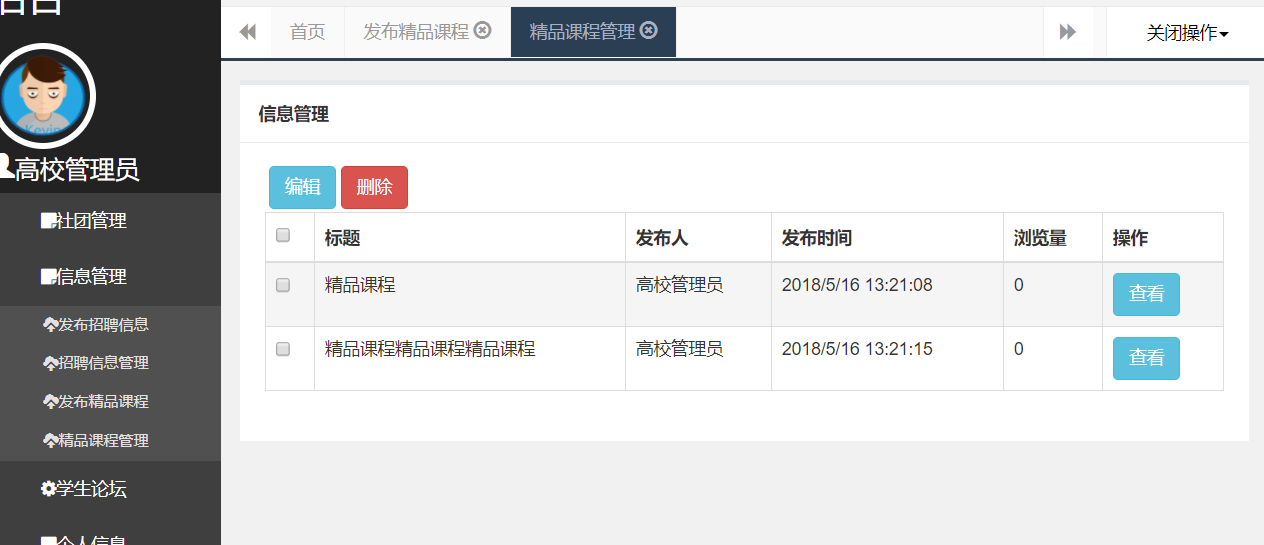 后台
高校管理员
社团管理
信息管理
发布招聘信息
招聘信息管理
发布精品课程
精品课程管理
学生论坛
个人信息
首页 发布精品课程 精品课程管理 关闭操作
信息管理
编辑 删除
标题 发布人 发布时间 浏览量 操作
精品课程 高校管理员 2018/5/16 13:21:08 0 查看
精品课程精品课程精品课程 高校管理员 2018/5/16 13:21:15 0 查看